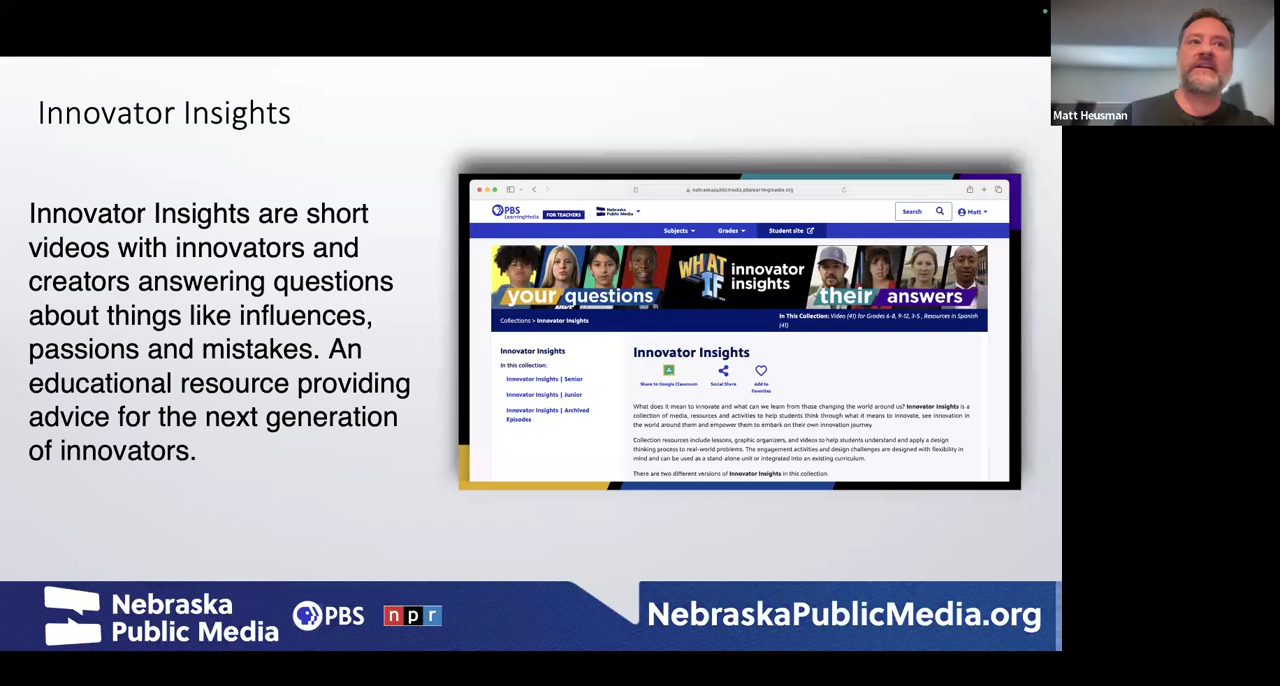 Matt Heusman
Innovator Insights
Innovator Insights are short
videos with innovators and
creators answering questions
about things like influences,
passions and mistakes. An
educational resource providing
advice for the next generation
of innovators.
nebraskapublicmedia.pbslearningmedia.org
PBS
LearningMedia
FOR TEACHERS
Nebraska
Public Media
Search
Matt
Subjects
Grades
Student site
your questions
WHAT IF
innovator
insights
their answers
Collections > Innovator Insights
In This Collection: Video (41) for Grades 6-8, 9-12, 3-5 , Resources in Spanish
(41)
Innovator Insights
In this collection:
Innovator Insights | Senior
Innovator Insights | Junior
Innovator Insights | Archived
Episodes
Innovator Insights
Share to Google Classroom
Social Share
Add to
Favorites
What does it mean to innovate and what can we learn from those changing the world around us? Innovator Insights is a
collection of media, resources and activities to help students think through what it means to innovate, see innovation in
the world around them and empower them to embark on their own innovation journey.
Collection resources include lessons, graphic organizers, and videos to help students understand and apply a design
thinking process to real-world problems. The engagement activities and design challenges are designed with flexibility in
mind and can be used as a stand-alone unit or integrated into an existing curriculum.
There are two different versions of Innovator Insights in this collection.
Nebraska
Public Media
PBS
npr
NebraskaPublicMedia.org